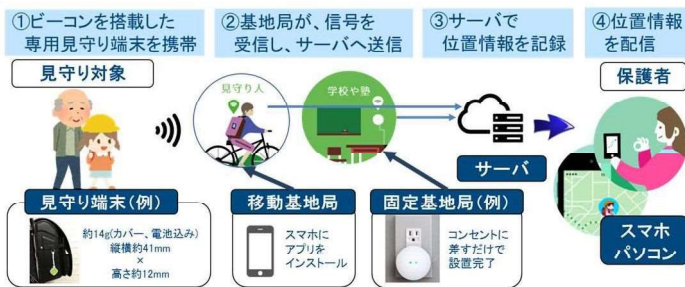 ①ビーコンを搭載した
専用見守り端末を携帯
②基地局が、信号を
受信し、サーバへ送信
③サーバで
位置情報を記録
④位置情報
を配信
見守り対象
見守り人
学校や塾
保護者
サーバ
見守り端末(例)
約14g(カバー、電池込み)
縦横約41mm
×
高さ約12mm
移動基地局
スマホに
アプリを
インストール
固定基地局(例)
コンセントに
差すだけで
設置完了
スマホ
パソコン